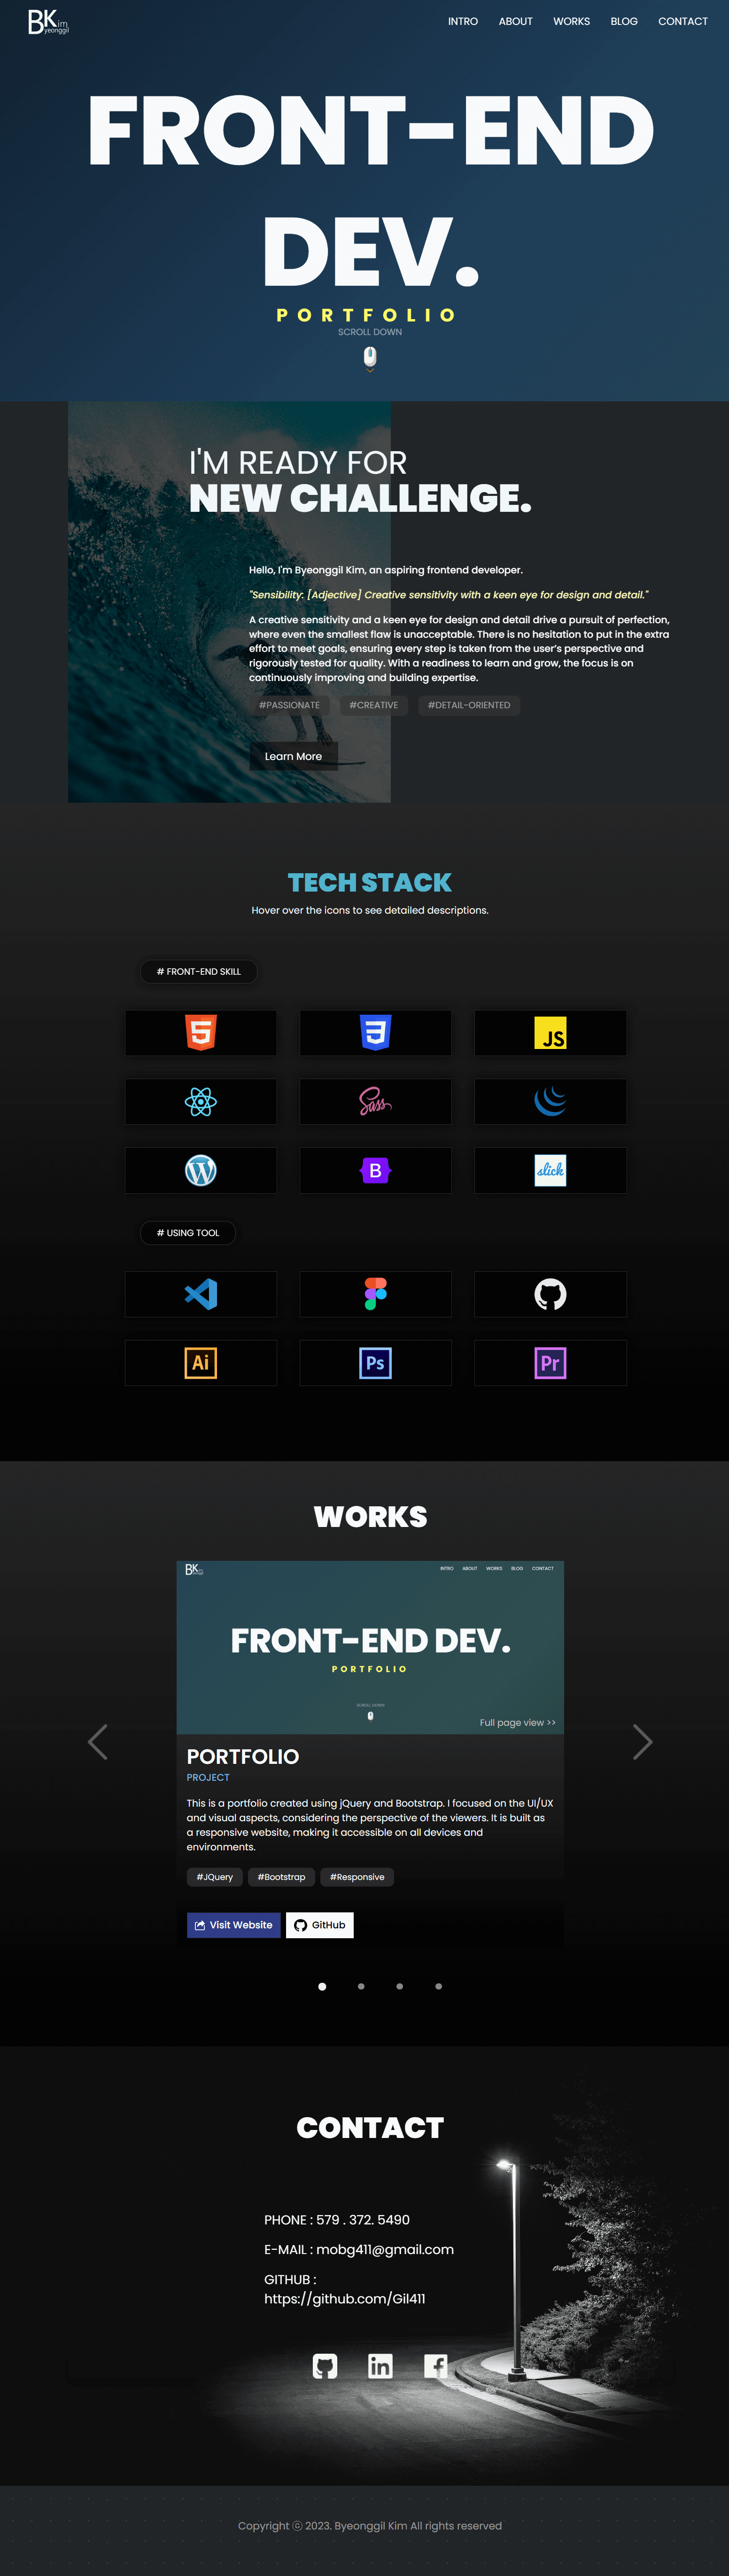 BKim
yeonggil
INTRO ABOUT WORKS BLOG CONTACT
FRONT-END
DEV.
PORTFOLIO
SCROLL DOWN
I'M READY FOR
NEW CHALLENGE.
Hello, I'm Byeonggil Kim, an aspiring frontend developer.
"Sensibility: [Adjective] Creative sensitivity with a keen eye for design and detail."
A creative sensitivity and a keen eye for design and detail drive a pursuit of perfection,
where even the smallest flaw is unacceptable. There is no hesitation to put in the extra
effort to meet goals, ensuring every step is taken from the user's perspective and
rigorously tested for quality. With a readiness to learn and grow, the focus is on
continuously improving and building expertise.
#PASSIONATE #CREATIVE #DETAIL-ORIENTED
Learn More
TECH STACK
Hover over the icons to see detailed descriptions.
# FRONT-END SKILL
5 3 JS
Sass
W B slick
# USING TOOL
Ai Ps Pr
WORKS
BK
INTRO ABOUT WORKS BLOG CONTACT
FRONT-END DEV.
PORTFOLIO
SCROLL DOWN
Full page view >>
PORTFOLIO
PROJECT
This is a portfolio created using jQuery and Bootstrap. I focused on the UI/UX
and visual aspects, considering the perspective of the viewers. It is built as
a responsive website, making it accessible on all devices and
environments.
#JQuery #Bootstrap #Responsive
Visit Website GitHub
CONTACT
PHONE : 579 . 372. 5490
E-MAIL : mobg411@gmail.com
GITHUB :
https://github.com/Gil411
in f
Copyright ⓒ 2023. Byeonggil Kim All rights reserved